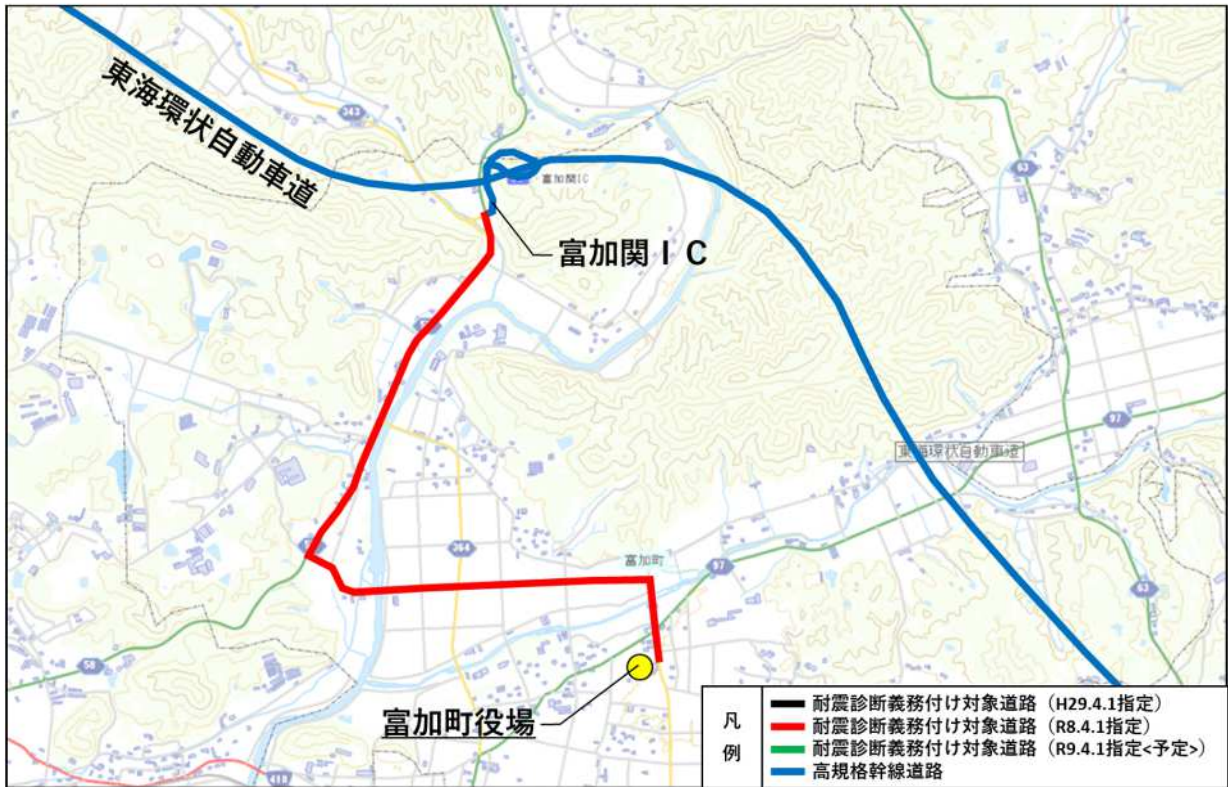 東海環状自動車道
343
富加関IC
63
富加関IC
97
東海環状自動車道
364
富加町
97
63
58
富加町役場
418
凡例
耐震診断義務付け対象道路（H29.4.1指定）
耐震診断義務付け対象道路（R8.4.1指定）
耐震診断義務付け対象道路（R9.4.1指定<予定>）
高規格幹線道路